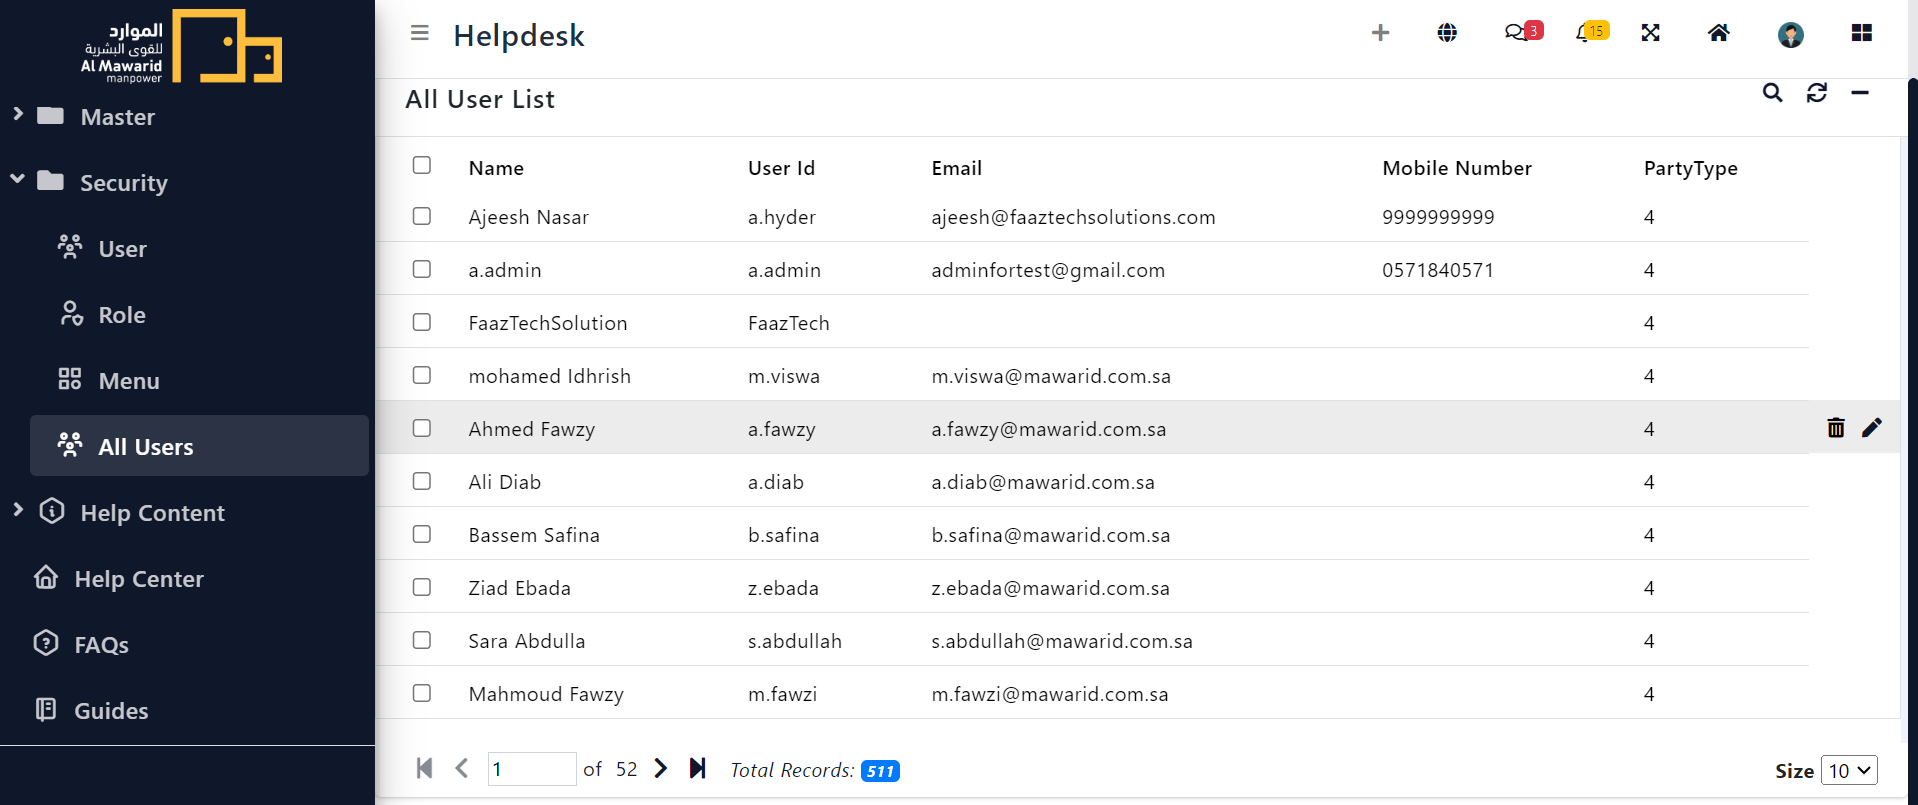 الموارد
للقوى البشرية
Al Mawarid
manpower
Master
Security
User
Role
Menu
All Users
Help Content
Help Center
FAQs
Guides
Helpdesk
3
15
All User List
Name User Id Email Mobile Number PartyType
Ajeesh Nasar a.hyder ajeesh@faaztechsolutions.com 9999999999 4
a.admin a.admin adminfortest@gmail.com 0571840571 4
FaazTechSolution FaazTech 4
mohamed Idhrish m.viswa m.viswa@mawarid.com.sa 4
Ahmed Fawzy a.fawzy a.fawzy@mawarid.com.sa 4
Ali Diab a.diab a.diab@mawarid.com.sa 4
Bassem Safina b.safina b.safina@mawarid.com.sa 4
Ziad Ebada z.ebada z.ebada@mawarid.com.sa 4
Sara Abdulla s.abdullah s.abdullah@mawarid.com.sa 4
Mahmoud Fawzy m.fawzi m.fawzi@mawarid.com.sa 4
1 of 52 Total Records: 511 Size 10